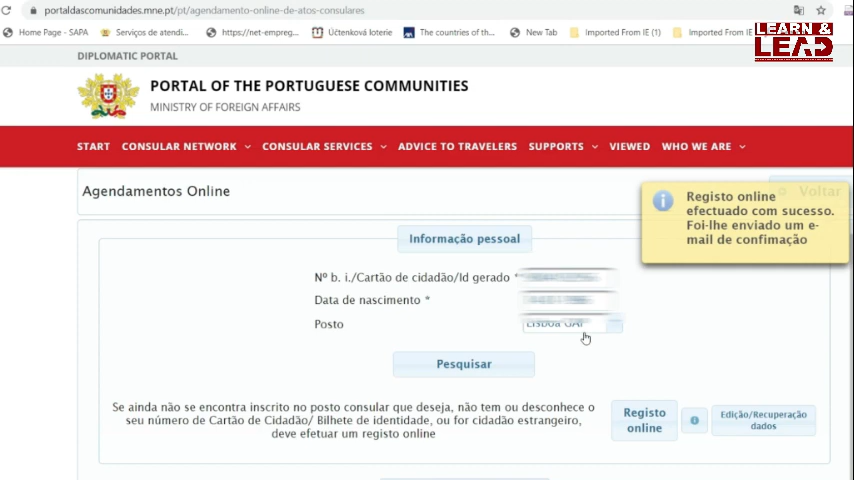 portaldascomunidades.mne.pt/pt/agendamento-online-de-atos-consulares
Home Page - SAPA
Serviços de atendi...
https://net-empreg...
Účtenková loterie
The countries of th...
New Tab
Imported From IE (1)
Imported From IE
LEARN &
LEAD
DIPLOMATIC PORTAL
PORTAL OF THE PORTUGUESE COMMUNITIES
MINISTRY OF FOREIGN AFFAIRS
START CONSULAR NETWORK CONSULAR SERVICES ADVICE TO TRAVELERS SUPPORTS VIEWED WHO WE ARE
Agendamentos Online
Voltar
Registo online
efectuado com sucesso.
Foi-lhe enviado um e-
mail de confimação
Informação pessoal
Nº b. i./Cartão de cidadão/Id gerado *
Data de nascimento *
Posto
Lisboa
Pesquisar
Se ainda não se encontra inscrito no posto consular que deseja, não tem ou desconhece o
seu número de Cartão de Cidadão/ Bilhete de identidade, ou for cidadão estrangeiro,
deve efetuar um registo online
Registo
online
Edição/Recuperação
dados